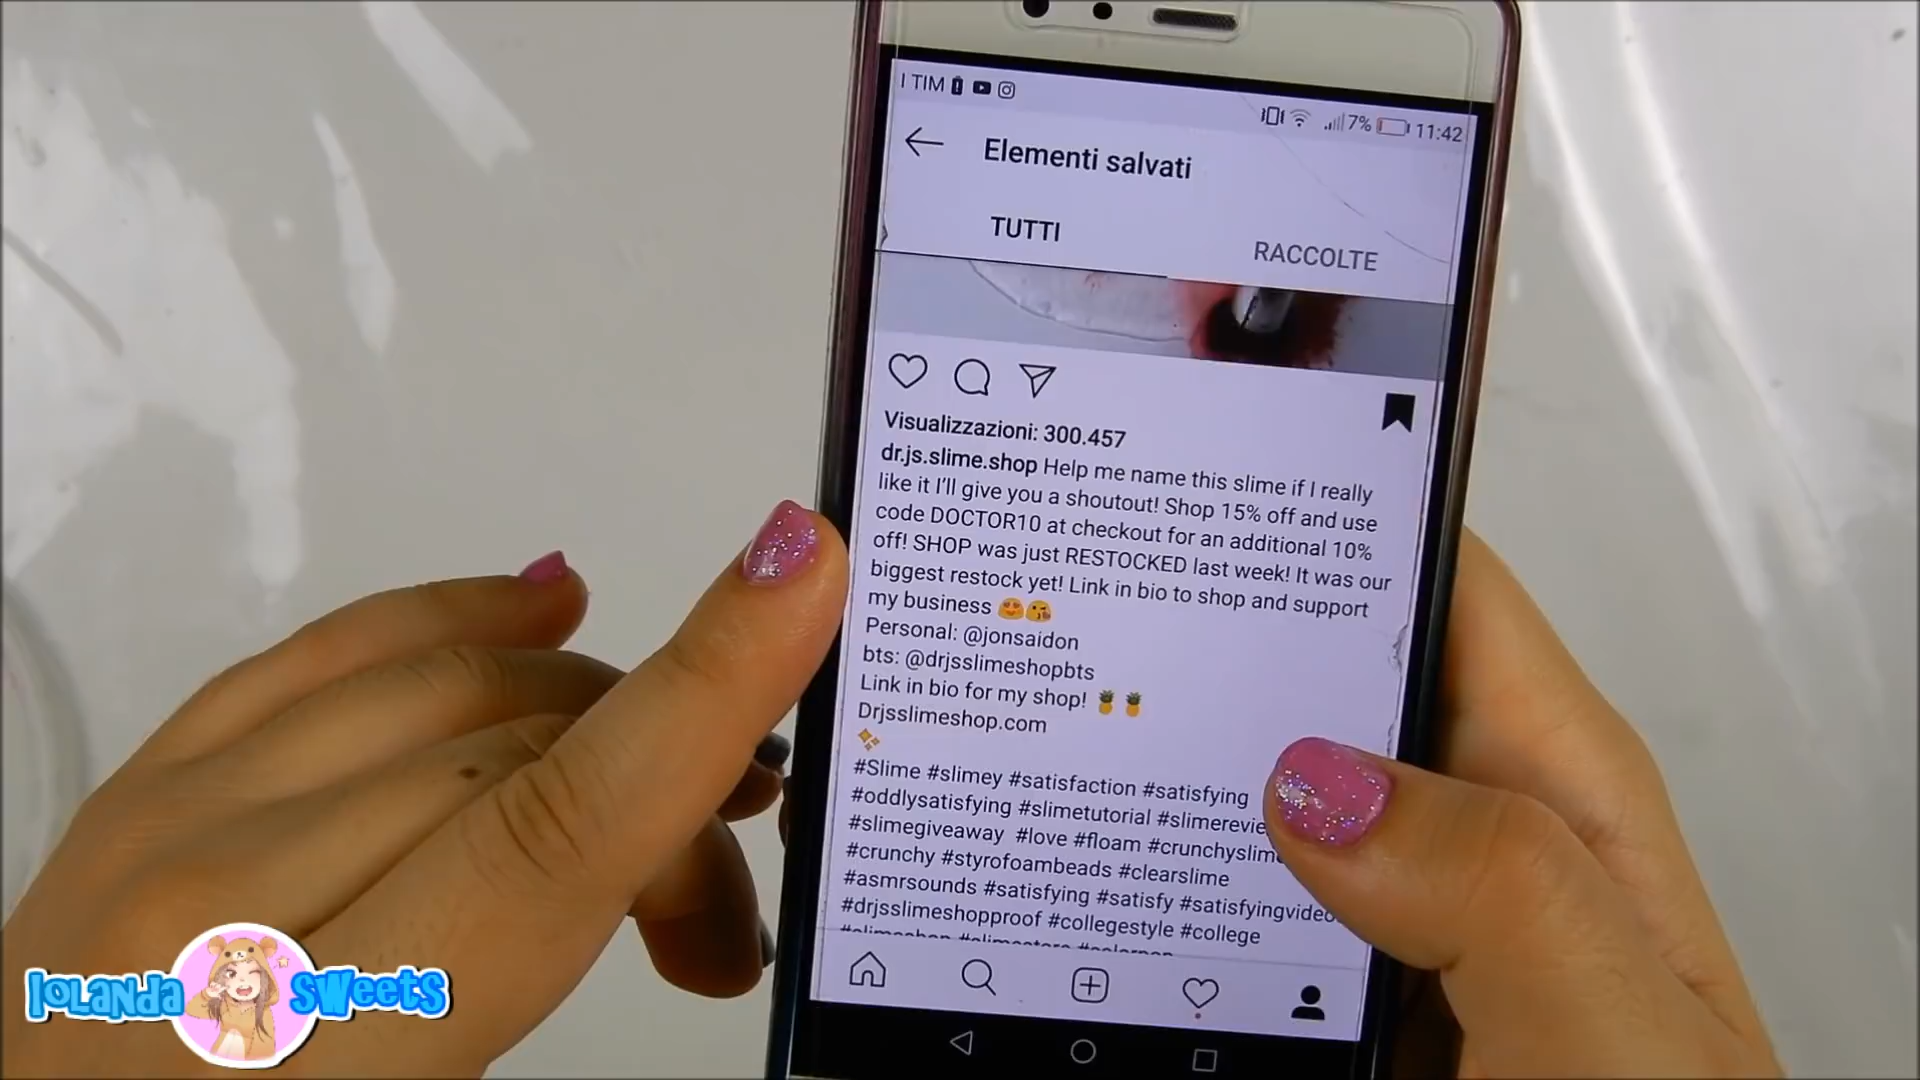 I TIM
7% 11:42
Elementi salvati
TUTTI
RACCOLTE
Visualizzazioni: 300.457
dr.js.slime.shop Help me name this slime if I really
like it I'll give you a shoutout! Shop 15% off and use
code DOCTOR10 at checkout for an additional 10%
off! SHOP was just RESTOCKED last week! It was our
biggest restock yet! Link in bio to shop and support
my business 😍😘
Personal: @jonsaidon
bts: @drjsslimeshopbts
Link in bio for my shop! 🍍🍍
Drjsslimeshop.com
✨
#Slime #slimey #satisfaction #satisfying
#oddlysatisfying #slimetutorial #slimerevie
#slimegiveaway #love #floam #crunchyslim
#crunchy #styrofoambeads #clearslime
#asmrsounds #satisfying #satisfy #satisfyingvideo
#drjsslimeshopproof #collegestyle #college
IOLANDA SWEETS